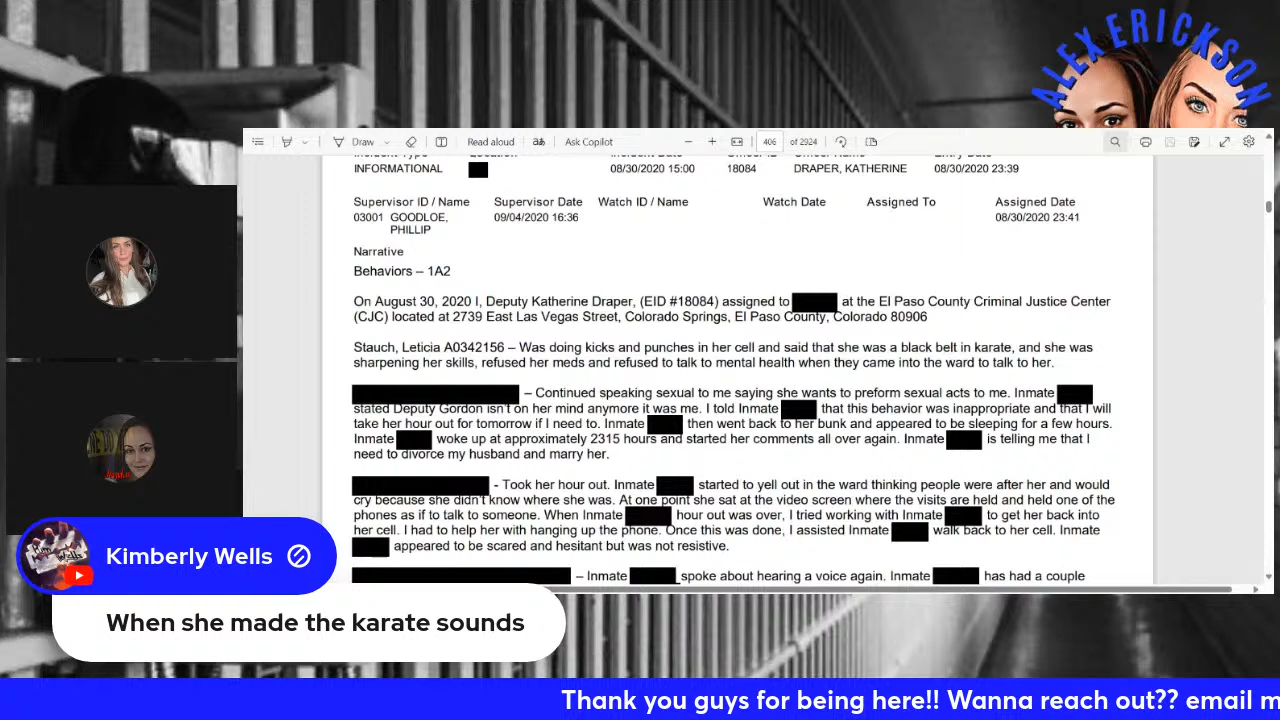 ALEX ERICKSON
Draw
Read aloud
Ask Copilot
406 of 2924
INFORMATIONAL 08/30/2020 15:00 18084 DRAPER, KATHERINE 08/30/2020 23:39
Supervisor ID / Name Supervisor Date Watch ID / Name Watch Date Assigned To Assigned Date
03001 GOODLOE, 09/04/2020 16:36 08/30/2020 23:41
PHILLIP
Narrative
Behaviors – 1A2
On August 30, 2020 I, Deputy Katherine Draper, (EID #18084) assigned to at the El Paso County Criminal Justice Center
(CJC) located at 2739 East Las Vegas Street, Colorado Springs, El Paso County, Colorado 80906
Stauch, Leticia A0342156 – Was doing kicks and punches in her cell and said that she was a black belt in karate, and she was
sharpening her skills, refused her meds and refused to talk to mental health when they came into the ward to talk to her.
– Continued speaking sexual to me saying she wants to preform sexual acts to me. Inmate
stated Deputy Gordon isn't on her mind anymore it was me. I told Inmate that this behavior was inappropriate and that I will
take her hour out for tomorrow if I need to. Inmate then went back to her bunk and appeared to be sleeping for a few hours.
Inmate woke up at approximately 2315 hours and started her comments all over again. Inmate is telling me that I
need to divorce my husband and marry her.
- Took her hour out. Inmate started to yell out in the ward thinking people were after her and would
cry because she didn't know where she was. At one point she sat at the video screen where the visits are held and held one of the
phones as if to talk to someone. When Inmate hour out was over, I tried working with Inmate to get her back into
her cell. I had to help her with hanging up the phone. Once this was done, I assisted Inmate walk back to her cell. Inmate
appeared to be scared and hesitant but was not resistive.
– Inmate spoke about hearing a voice again. Inmate has had a couple
Kimberly Wells
When she made the karate sounds
Thank you guys for being here!! Wanna reach out?? email m